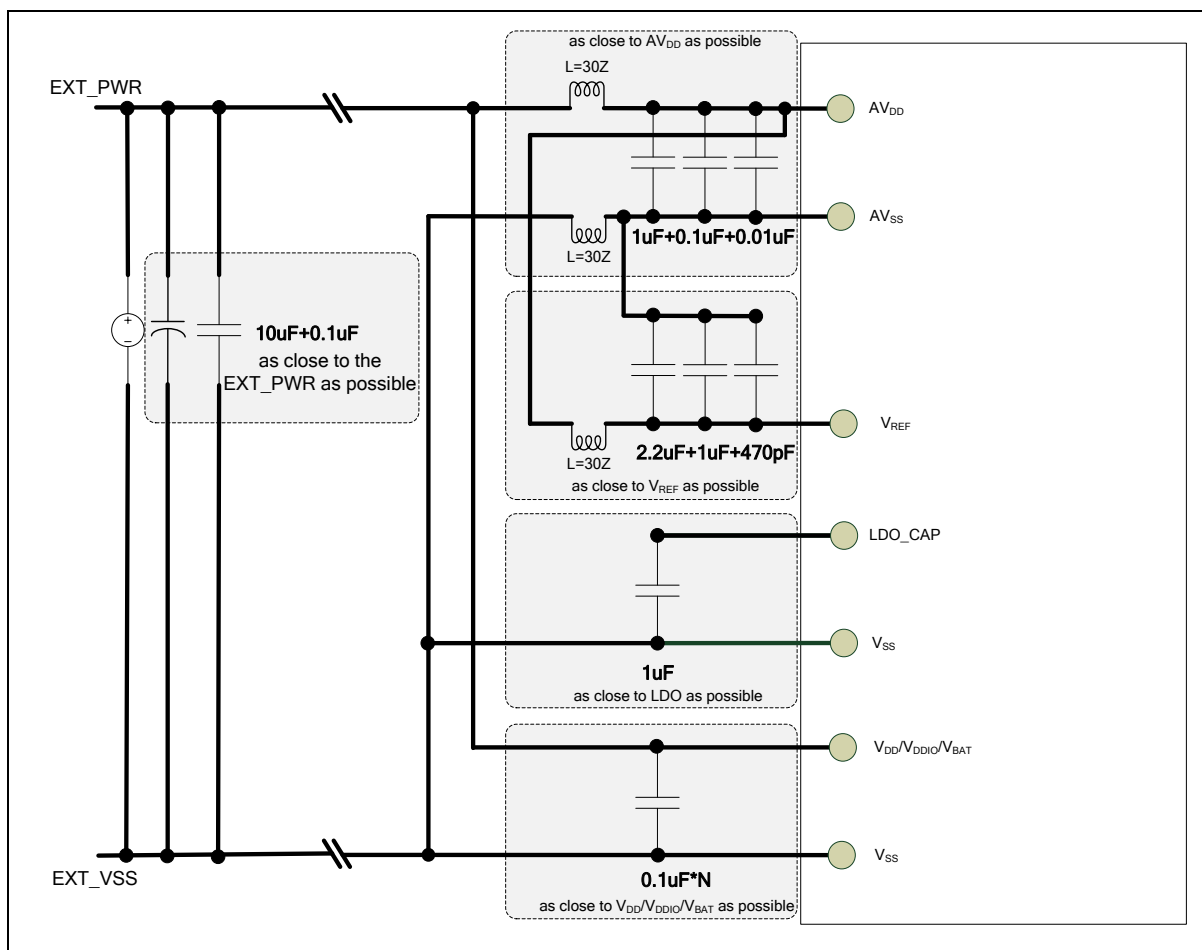 as close to AVDD as possible
L=30Z
EXT_PWR
AVDD
AVSS
1uF+0.1uF+0.01uF
L=30Z
10uF+0.1uF
as close to the
EXT_PWR as possible
VREF
2.2uF+1uF+470pF
L=30Z
as close to VREF as possible
LDO_CAP
VSS
1uF
as close to LDO as possible
VDD/VDDIO/VBAT
VSS
EXT_VSS
0.1uF*N
as close to VDD/VDDIO/VBAT as possible
+
−